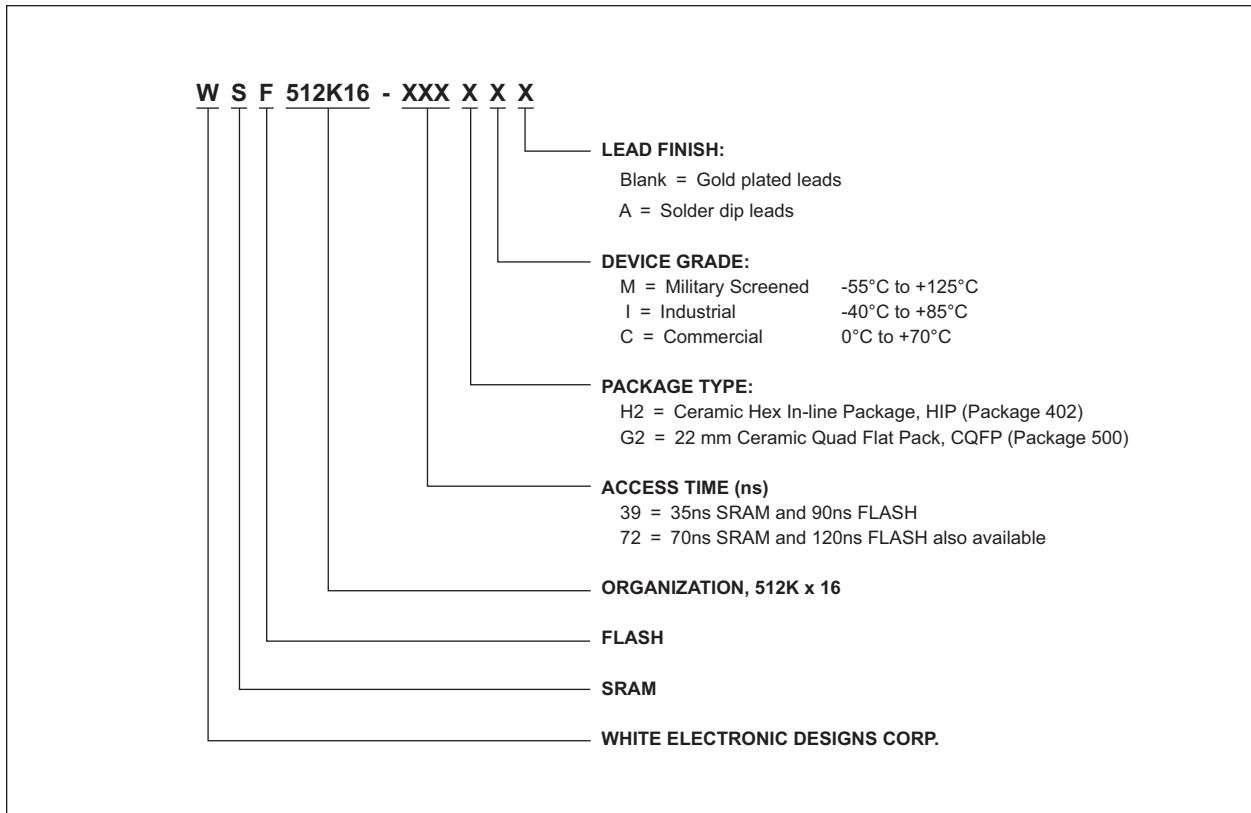 W S F 512K16 - XXX X X X
LEAD FINISH:
Blank = Gold plated leads
A = Solder dip leads
DEVICE GRADE:
M = Military Screened -55°C to +125°C
I = Industrial -40°C to +85°C
C = Commercial 0°C to +70°C
PACKAGE TYPE:
H2 = Ceramic Hex In-line Package, HIP (Package 402)
G2 = 22 mm Ceramic Quad Flat Pack, CQFP (Package 500)
ACCESS TIME (ns)
39 = 35ns SRAM and 90ns FLASH
72 = 70ns SRAM and 120ns FLASH also available
ORGANIZATION, 512K x 16
FLASH
SRAM
WHITE ELECTRONIC DESIGNS CORP.